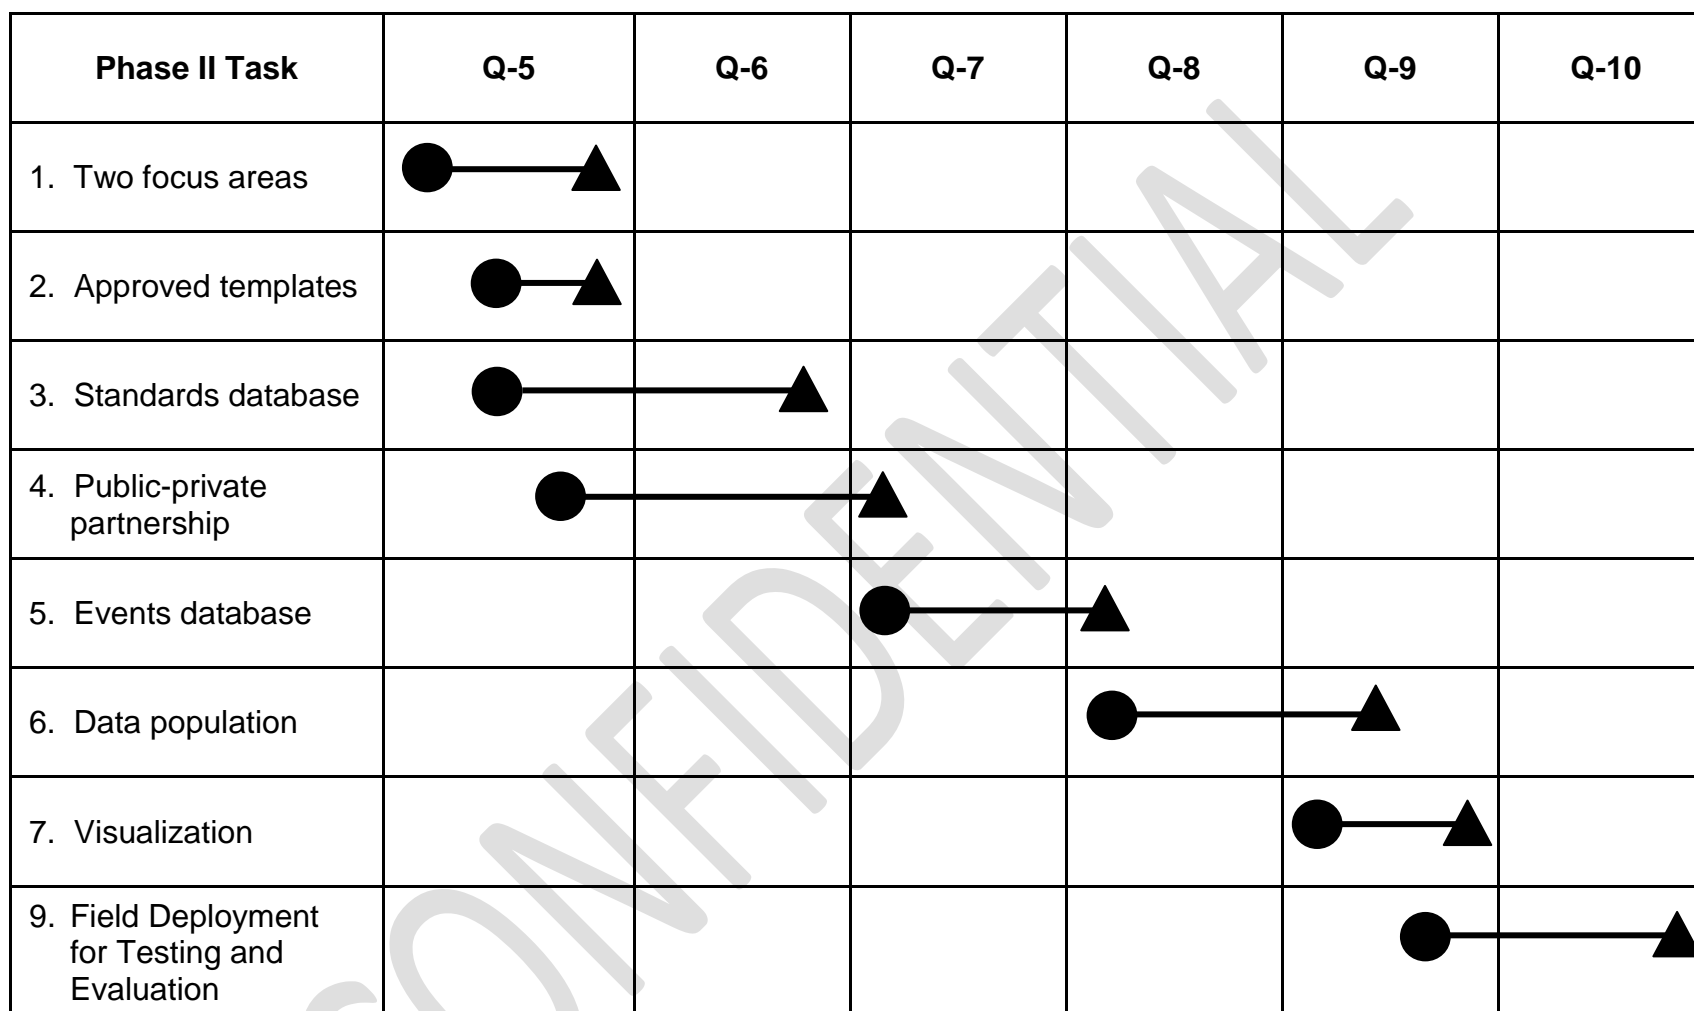 Phase II Task Q-5 Q-6 Q-7 Q-8 Q-9 Q-10
1. Two focus areas
2. Approved templates
3. Standards database
4. Public-private
partnership
5. Events database
6. Data population
7. Visualization
9. Field Deployment
for Testing and
Evaluation
CONFIDENTIAL